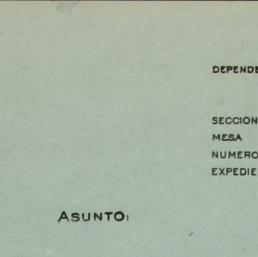 DEPENDE
SECCION
MESA
NUMERO
EXPEDIE
ASUNTO: